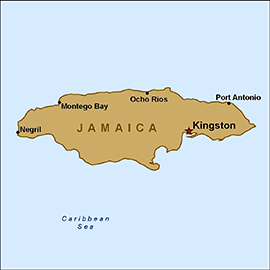 Ocho Rios
Port Antonio
Montego Bay
Negril
JAMAICA
Kingston
Caribbean
Sea